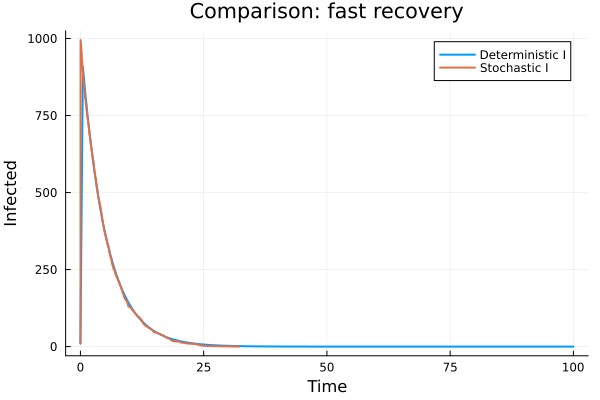 Comparison: fast recovery
Deterministic I
Stochastic I
1000
750
500
250
0
Infected
0
25
50
75
100
Time